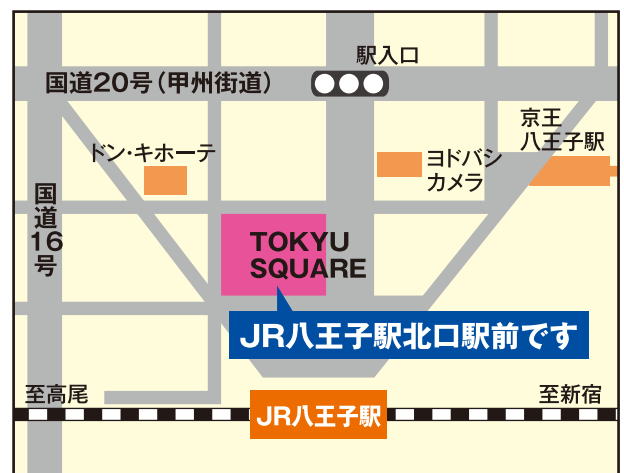 駅入口
国道20号(甲州街道)
京王
八王子駅
ドン・キホーテ
ヨドバシ
カメラ
国道16号
TOKYU
SQUARE
JR八王子駅北口駅前です
至高尾
至新宿
JR八王子駅